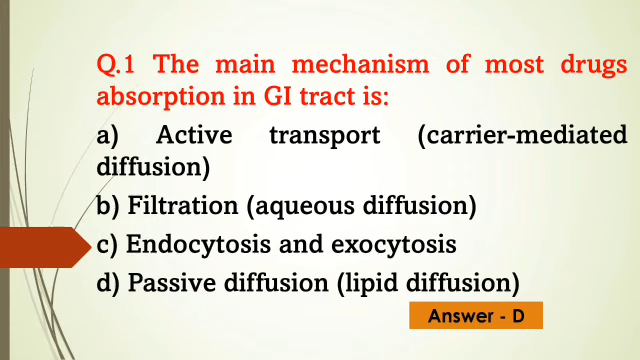 Q.1 The main mechanism of most drugs
absorption in GI tract is:
a) Active transport (carrier-mediated
diffusion)
b) Filtration (aqueous diffusion)
c) Endocytosis and exocytosis
d) Passive diffusion (lipid diffusion)
Answer - D